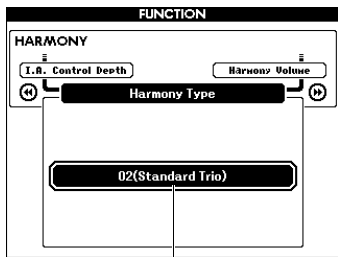 FUNCTION
HARMONY
I.A. Control Depth
Harmony Volume
Harmony Type
02(Standard Trio)